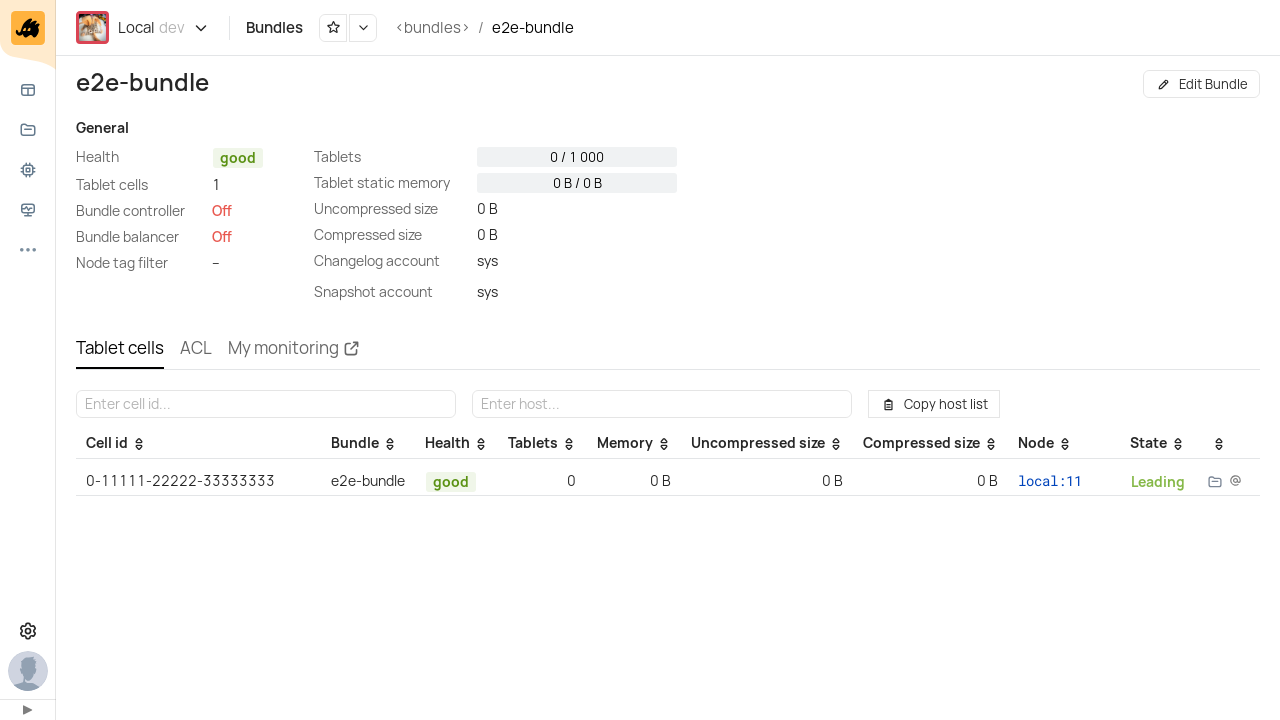 Local dev
Bundles
<bundles> / e2e-bundle
e2e-bundle
Edit Bundle
General
Health good
Tablet cells 1
Bundle controller Off
Bundle balancer Off
Node tag filter –
Tablets 0 / 1 000
Tablet static memory 0 B / 0 B
Uncompressed size 0 B
Compressed size 0 B
Changelog account sys
Snapshot account sys
Tablet cells ACL My monitoring
Enter cell id... Enter host... Copy host list
Cell id Bundle Health Tablets Memory Uncompressed size Compressed size Node State
0-11111-22222-33333333 e2e-bundle good 0 0 B 0 B 0 B local:11 Leading